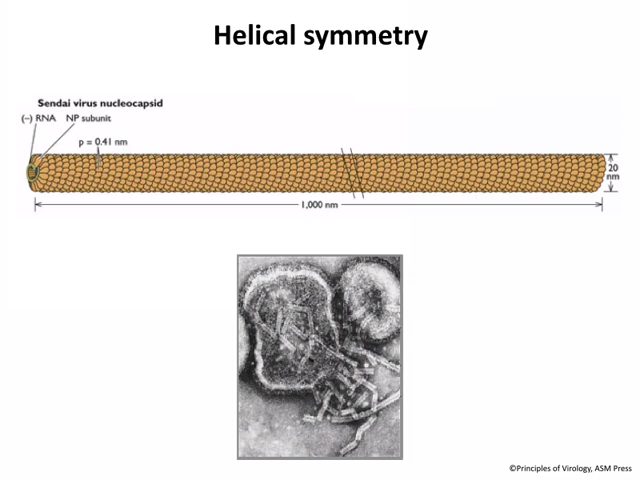 Helical symmetry
Sendai virus nucleocapsid
(−) RNA NP subunit
p = 0.41 nm
20
nm
1,000 nm
©Principles of Virology, ASM Press